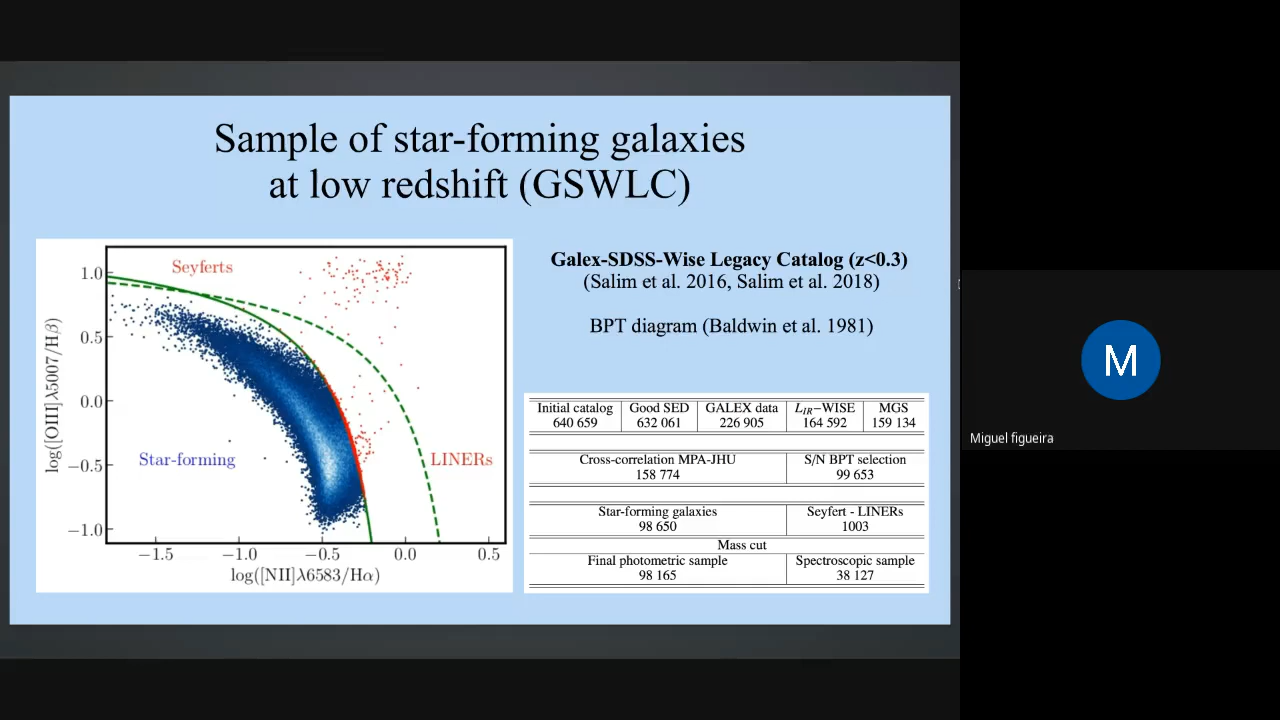 Sample of star-forming galaxies
at low redshift (GSWLC)
Seyferts
Star-forming
LINERs
1.0
0.5
0.0
−0.5
−1.0
log([OIII]λ5007/Hβ)
−1.5 −1.0 −0.5 0.0 0.5
log([NII]λ6583/Hα)
Galex-SDSS-Wise Legacy Catalog (z<0.3)
(Salim et al. 2016, Salim et al. 2018)
BPT diagram (Baldwin et al. 1981)
Initial catalog Good SED GALEX data L_IR−WISE MGS
640 659 632 061 226 905 164 592 159 134
Cross-correlation MPA-JHU S/N BPT selection
158 774 99 653
Star-forming galaxies Seyfert - LINERs
98 650 1003
Mass cut
Final photometric sample Spectroscopic sample
98 165 38 127
M
Miguel figueira